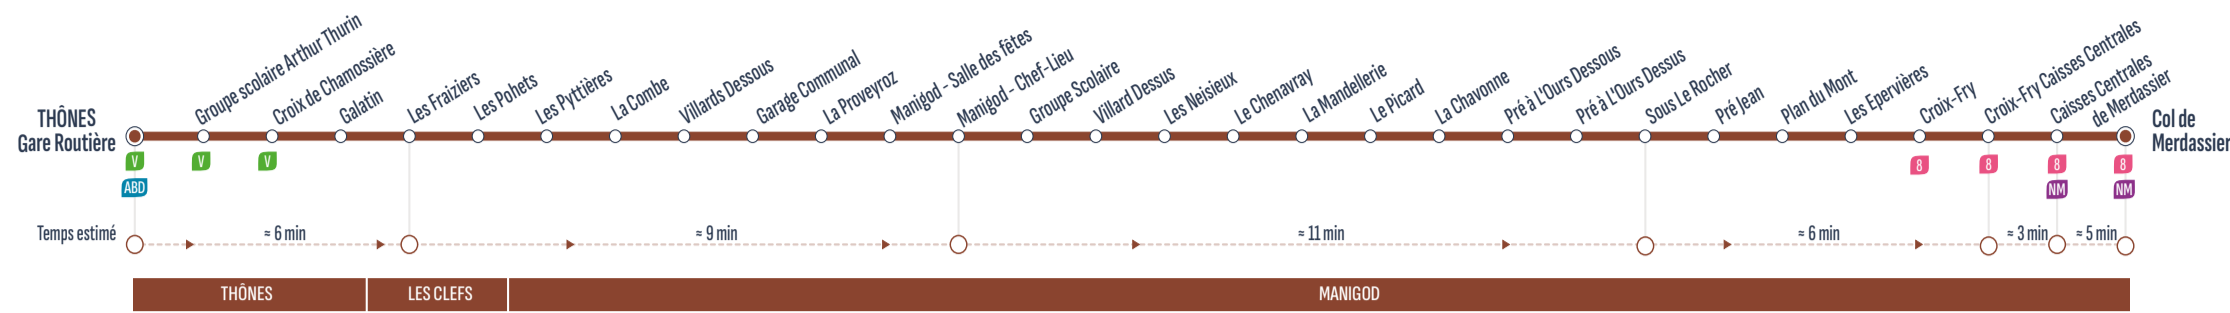 THÔNES
Gare Routière
Groupe scolaire Arthur Thurin
Croix de Chamossière
Galatin
Les Fraiziers
Les Pohets
Les Pyttières
La Combe
Villards Dessous
Garage Communal
La Proveyroz
Manigod - Salle des fêtes
Manigod - Chef-Lieu
Groupe Scolaire
Villard Dessus
Les Neisieux
Le Chenavray
La Mandellerie
Le Picard
La Chavonne
Pré à L'Ours Dessous
Pré à L'Ours Dessus
Sous Le Rocher
Pré Jean
Plan du Mont
Les Epervières
Croix-Fry
Croix-Fry Caisses Centrales
Caisses Centrales
de Merdassier
Col de
Merdassier
V
V
V
8
8
8
8
ABD
NM
NM
Temps estimé
≈ 6 min
≈ 9 min
≈ 11 min
≈ 6 min
≈ 3 min
≈ 5 min
THÔNES
LES CLEFS
MANIGOD